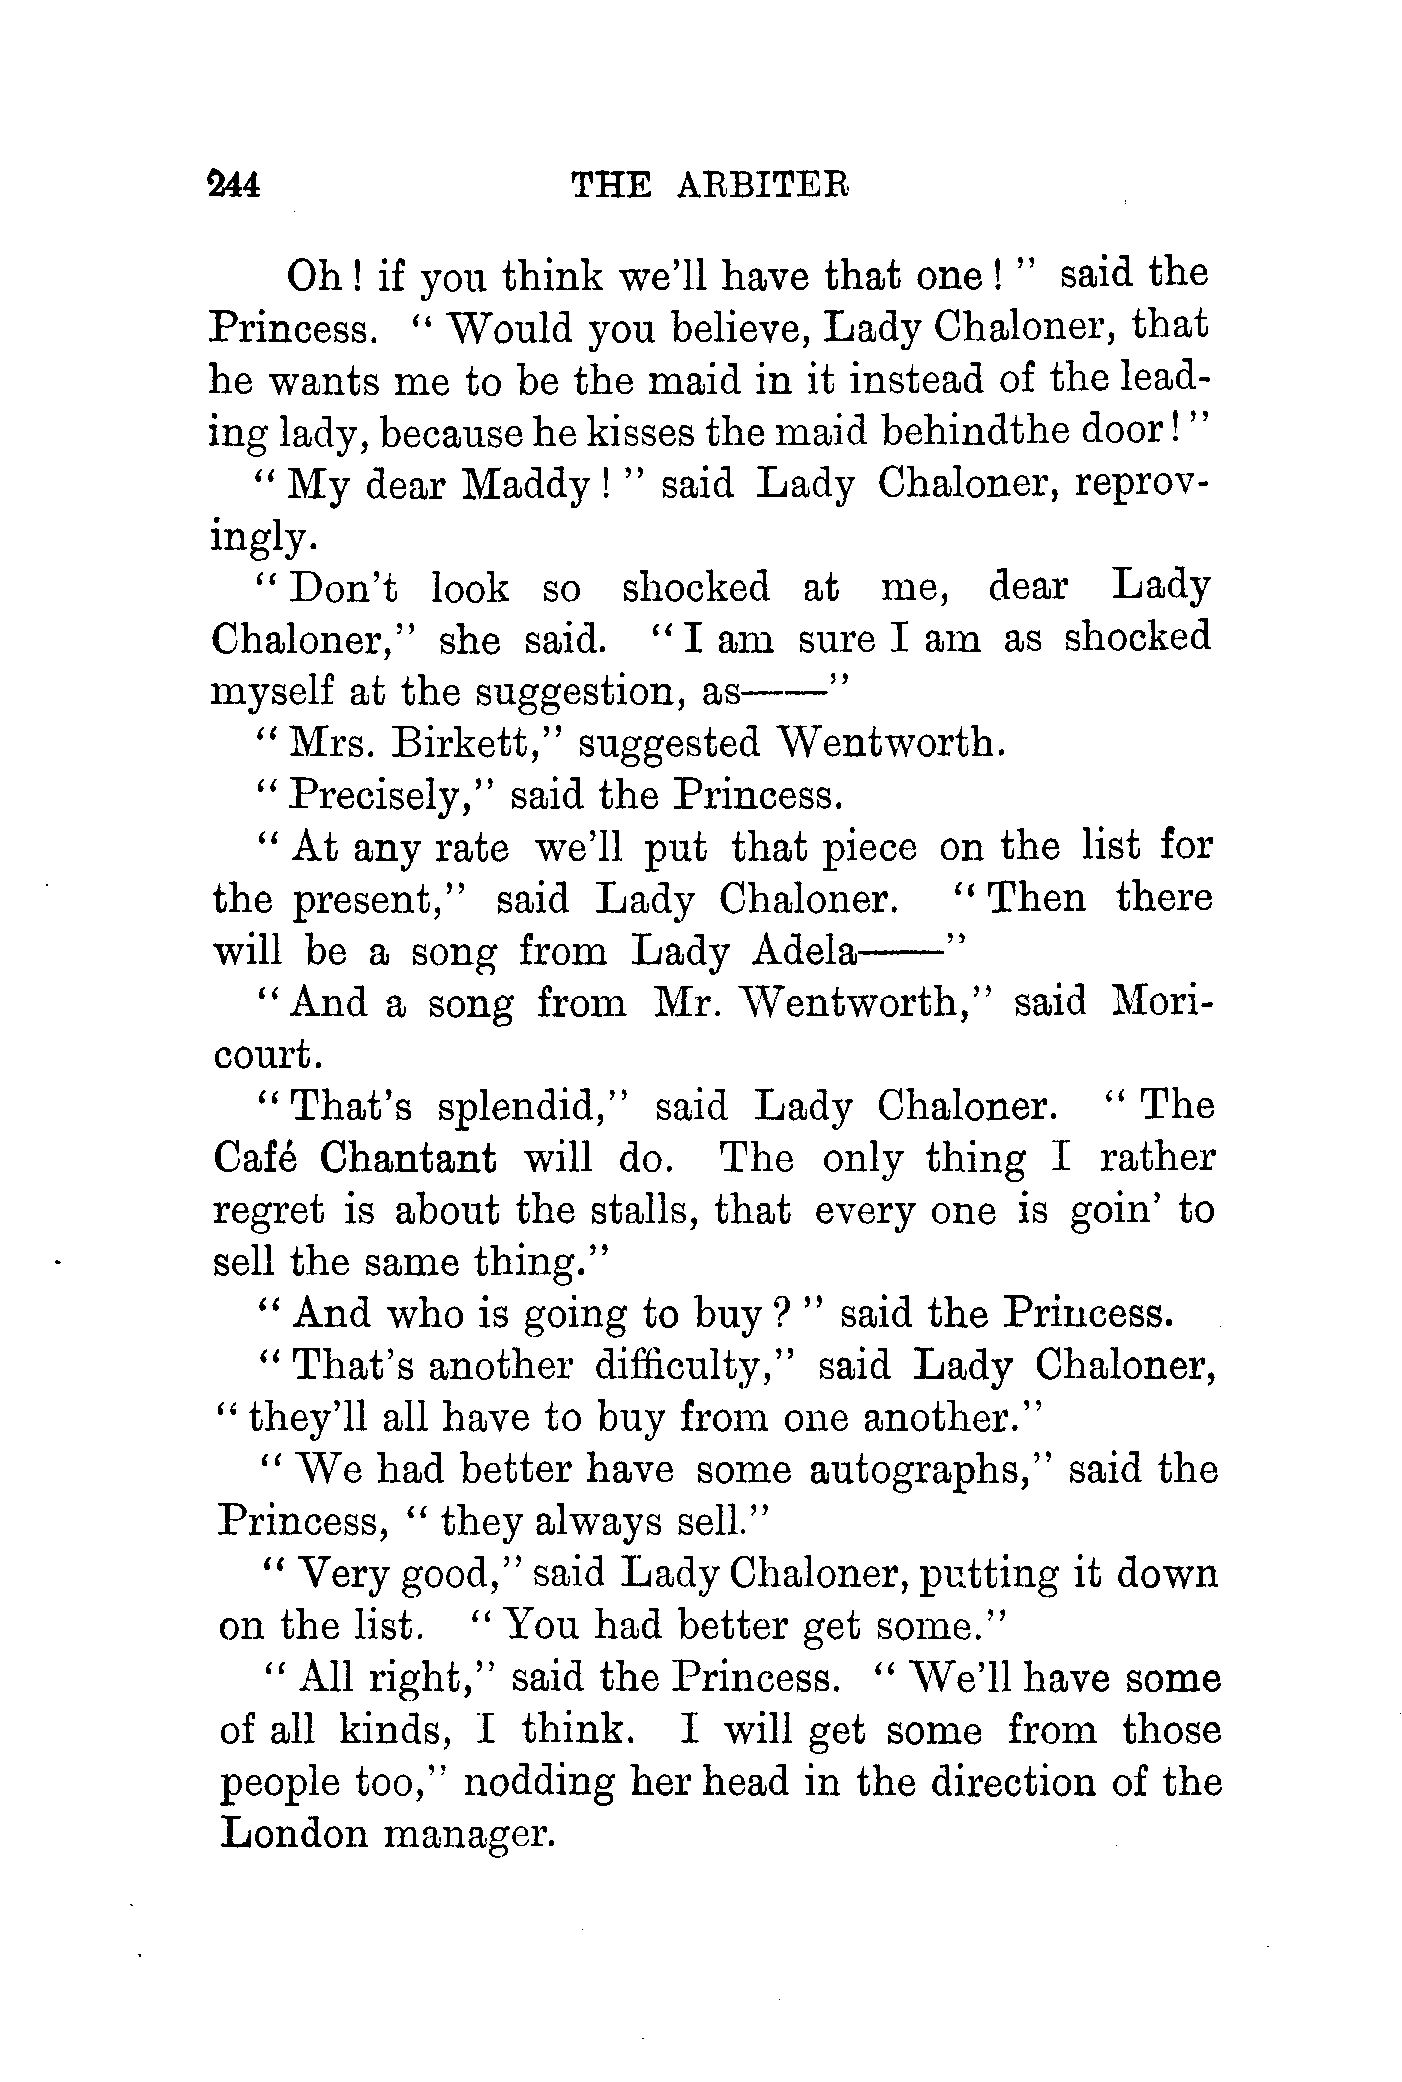 244 THE ARBITER
Oh! if you think we'll have that one!" said the
Princess. "Would you believe, Lady Chaloner, that
he wants me to be the maid in it instead of the lead-
ing lady, because he kisses the maid behindthe door!"
"My dear Maddy!" said Lady Chaloner, reprov-
ingly.
"Don't look so shocked at me, dear Lady
Chaloner," she said. "I am sure I am as shocked
myself at the suggestion, as——"
"Mrs. Birkett," suggested Wentworth.
"Precisely," said the Princess.
"At any rate we'll put that piece on the list for
the present," said Lady Chaloner. "Then there
will be a song from Lady Adela——"
"And a song from Mr. Wentworth," said Mori-
court.
"That's splendid," said Lady Chaloner. "The
Café Chantant will do. The only thing I rather
regret is about the stalls, that every one is goin' to
sell the same thing."
"And who is going to buy?" said the Princess.
"That's another difficulty," said Lady Chaloner,
"they'll all have to buy from one another."
"We had better have some autographs," said the
Princess, "they always sell."
"Very good," said Lady Chaloner, putting it down
on the list. "You had better get some."
"All right," said the Princess. "We'll have some
of all kinds, I think. I will get some from those
people too," nodding her head in the direction of the
London manager.